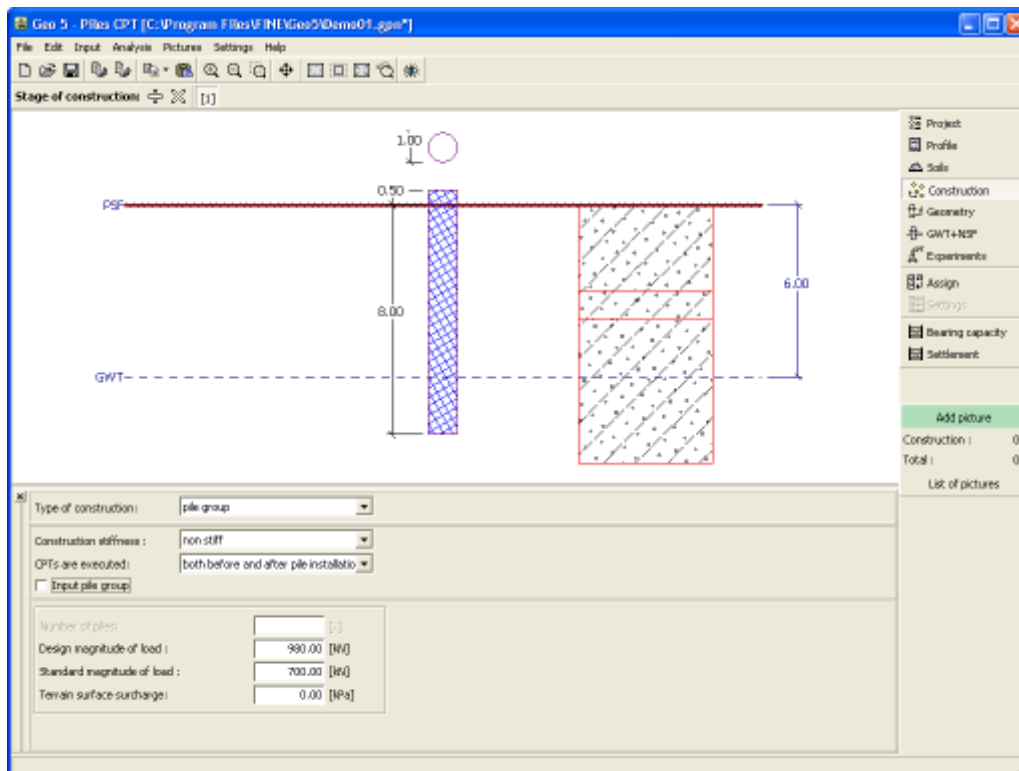 Geo 5 - Piles CPT [C:\Program Files\FINE\Geo5\Demo01.gpn*]
File Edit Input Analysis Pictures Settings Help
Stage of construction: [1]
1.00
0.50
PSF
6.00
8.00
GWT
Project
Profile
Soils
Construction
Geometry
GWT+NSF
Experiments
Assign
Settings
Bearing capacity
Settlement
Add picture
Construction : 0
Total : 0
List of pictures
Type of construction: pile group
Construction stiffness : non stiff
CPTs are executed: both before and after pile installatio
Input pile group
Number of piles: [-]
Design magnitude of load : 980.00 [kN]
Standard magnitude of load : 700.00 [kN]
Terrain surface surcharge: 0.00 [kPa]